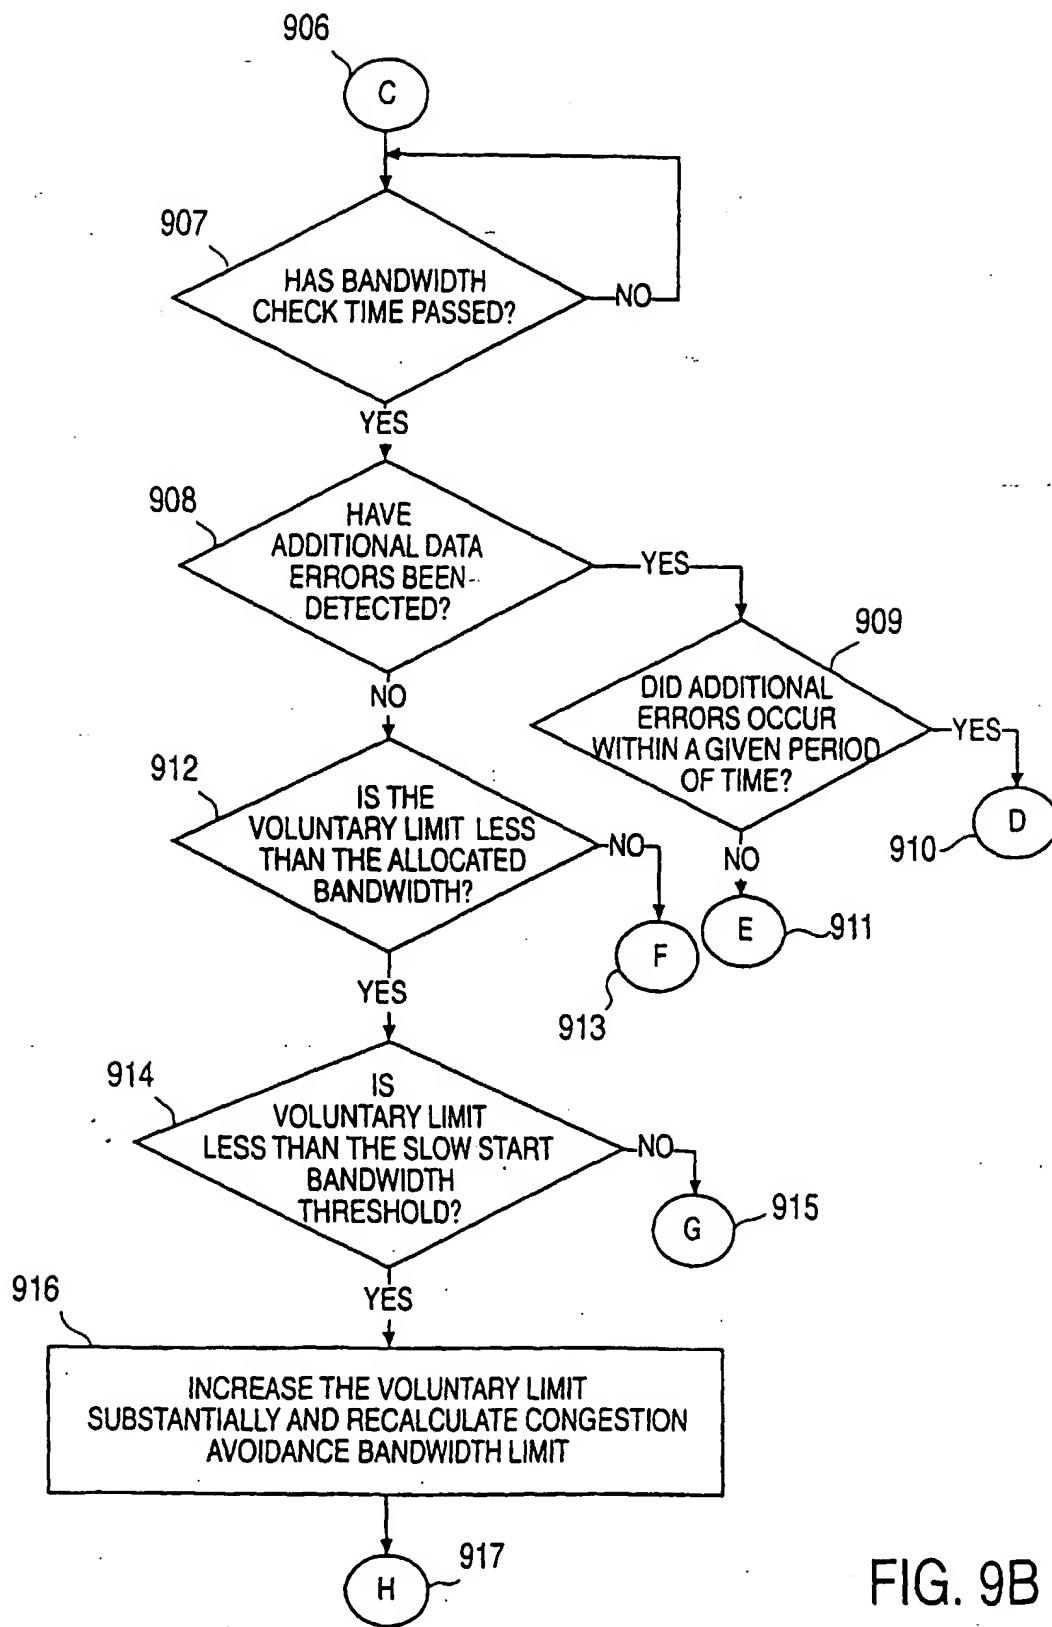 906
C
907
HAS BANDWIDTH
CHECK TIME PASSED?
NO
YES
908
HAVE
ADDITIONAL DATA
ERRORS BEEN
DETECTED?
YES
909
DID ADDITIONAL
ERRORS OCCUR
WITHIN A GIVEN PERIOD
OF TIME?
YES
D
910
NO
E
911
NO
912
IS THE
VOLUNTARY LIMIT LESS
THAN THE ALLOCATED
BANDWIDTH?
NO
F
913
YES
914
IS
VOLUNTARY LIMIT
LESS THAN THE SLOW START
BANDWIDTH
THRESHOLD?
NO
G
915
YES
916
INCREASE THE VOLUNTARY LIMIT
SUBSTANTIALLY AND RECALCULATE CONGESTION
AVOIDANCE BANDWIDTH LIMIT
H
917
FIG. 9B